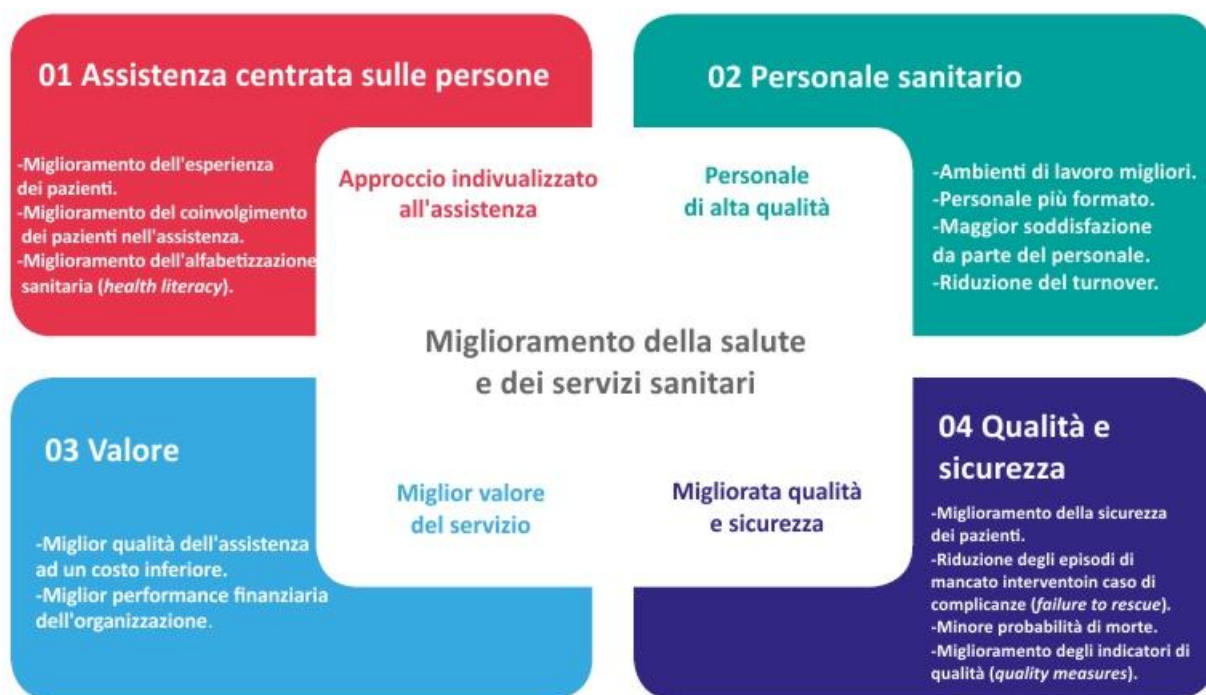 01 Assistenza centrata sulle persone
-Miglioramento dell'esperienza
dei pazienti.
-Miglioramento del coinvolgimento
dei pazienti nell'assistenza.
-Miglioramento dell'alfabetizzazione
sanitaria (health literacy).
Approccio indivualizzato
all'assistenza
02 Personale sanitario
Personale
di alta qualità
-Ambienti di lavoro migliori.
-Personale più formato.
-Maggior soddisfazione
da parte del personale.
-Riduzione del turnover.
Miglioramento della salute
e dei servizi sanitari
03 Valore
-Miglior qualità dell'assistenza
ad un costo inferiore.
-Miglior performance finanziaria
dell'organizzazione.
Miglior valore
del servizio
Migliorata qualità
e sicurezza
04 Qualità e
sicurezza
-Miglioramento della sicurezza
dei pazienti.
-Riduzione degli episodi di
mancato interventoin caso di
complicanze (failure to rescue).
-Minore probabilità di morte.
-Miglioramento degli indicatori di
qualità (quality measures).